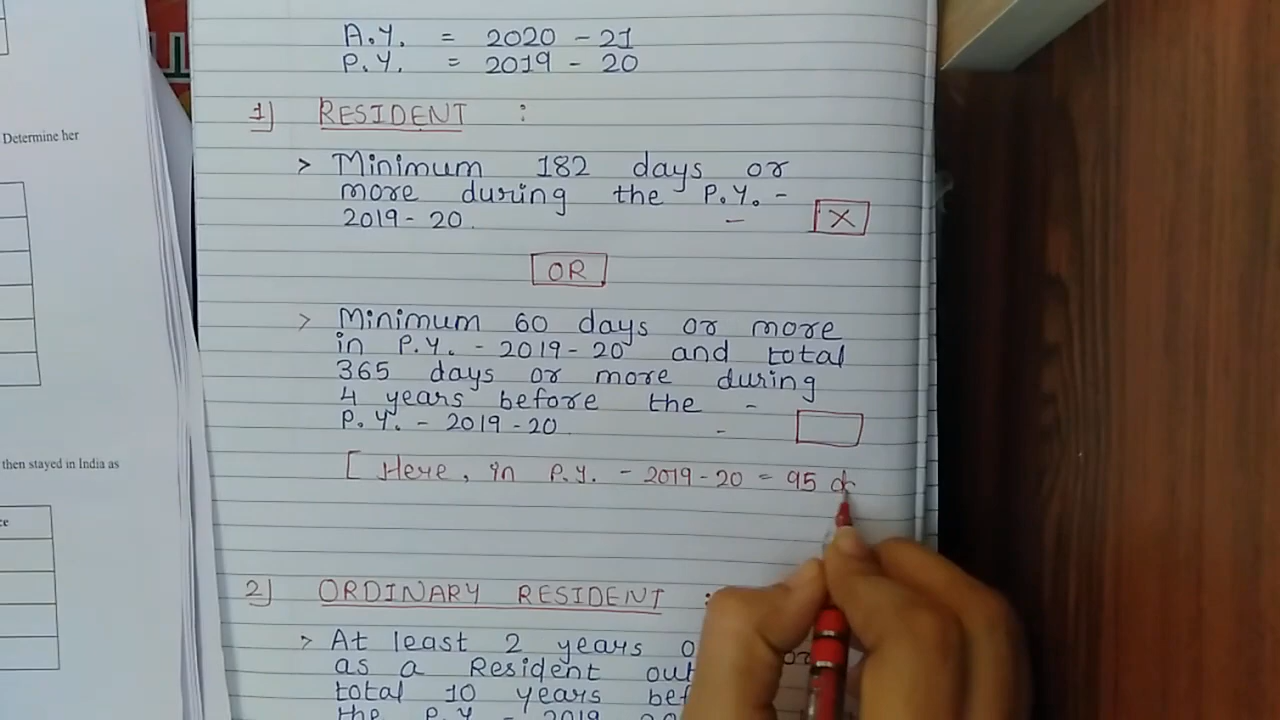 A.Y. = 2020 - 21
P.Y. = 2019 - 20
Determine her
1] RESIDENT :
> Minimum 182 days or
more during the P.Y. -
2019 - 20. - X
OR
> Minimum 60 days or more
in P.Y. - 2019 - 20 and total
365 days or more during
4 years before the -
P.Y. - 2019 - 20. -
then stayed in India as
[ Here, in P.Y. - 2019 - 20 = 95 d
2] ORDINARY RESIDENT :
> At least 2 years
as a Resident out
total 10 years
the P.Y. - 2019